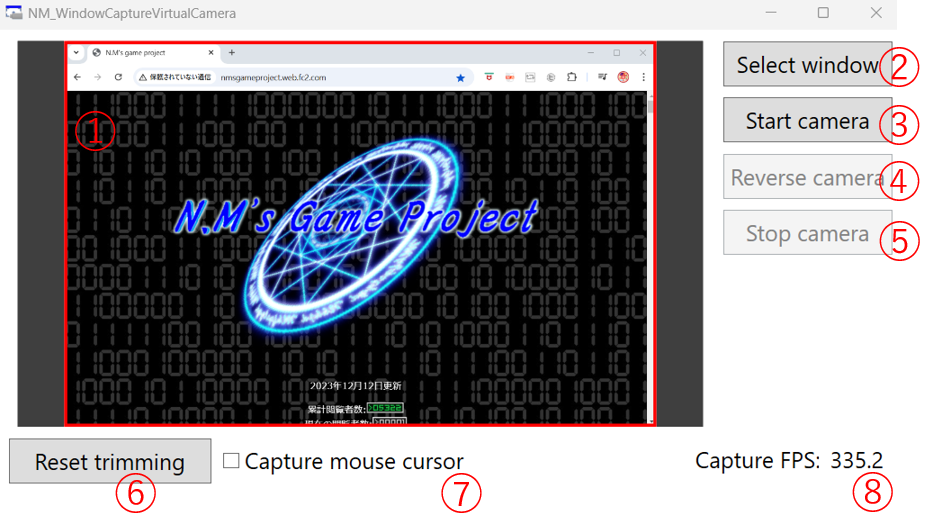 NM_WindowCaptureVirtualCamera
N.M's game project
保護されていない通信 nmsgameproject.web.fc2.com
①
N.M's Game Project
2023年12月12日更新
累計閲覧者数:
現在の閲覧者数:
Select window ②
Start camera ③
Reverse camera ④
Stop camera ⑤
Reset trimming ⑥
Capture mouse cursor ⑦
Capture FPS: 335.2 ⑧